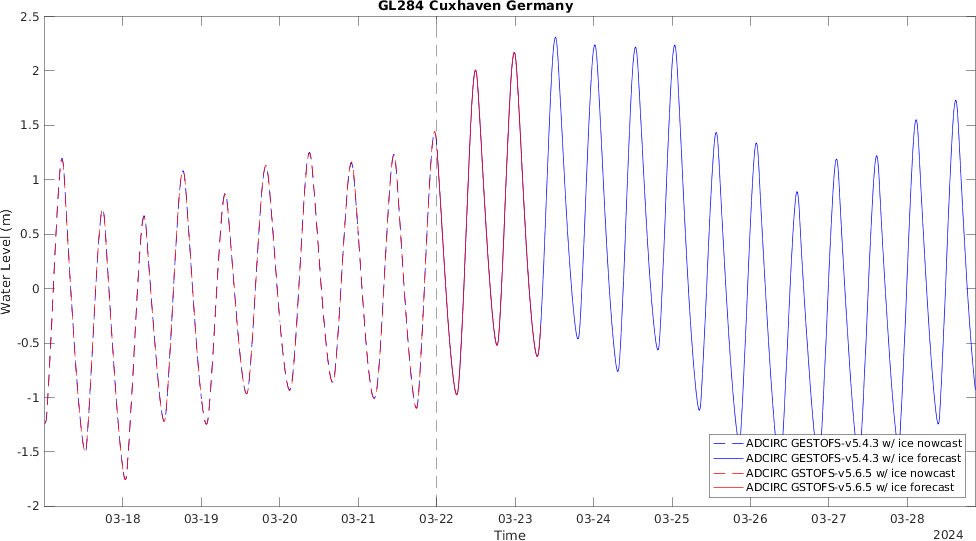 GL284 Cuxhaven Germany
2.5
2
1.5
1
0.5
0
-0.5
-1
-1.5
-2
Water Level (m)
03-18 03-19 03-20 03-21 03-22 03-23 03-24 03-25 03-26 03-27 03-28
Time
2024
ADCIRC GESTOFS-v5.4.3 w/ ice nowcast
ADCIRC GESTOFS-v5.4.3 w/ ice forecast
ADCIRC GSTOFS-v5.6.5 w/ ice nowcast
ADCIRC GSTOFS-v5.6.5 w/ ice forecast